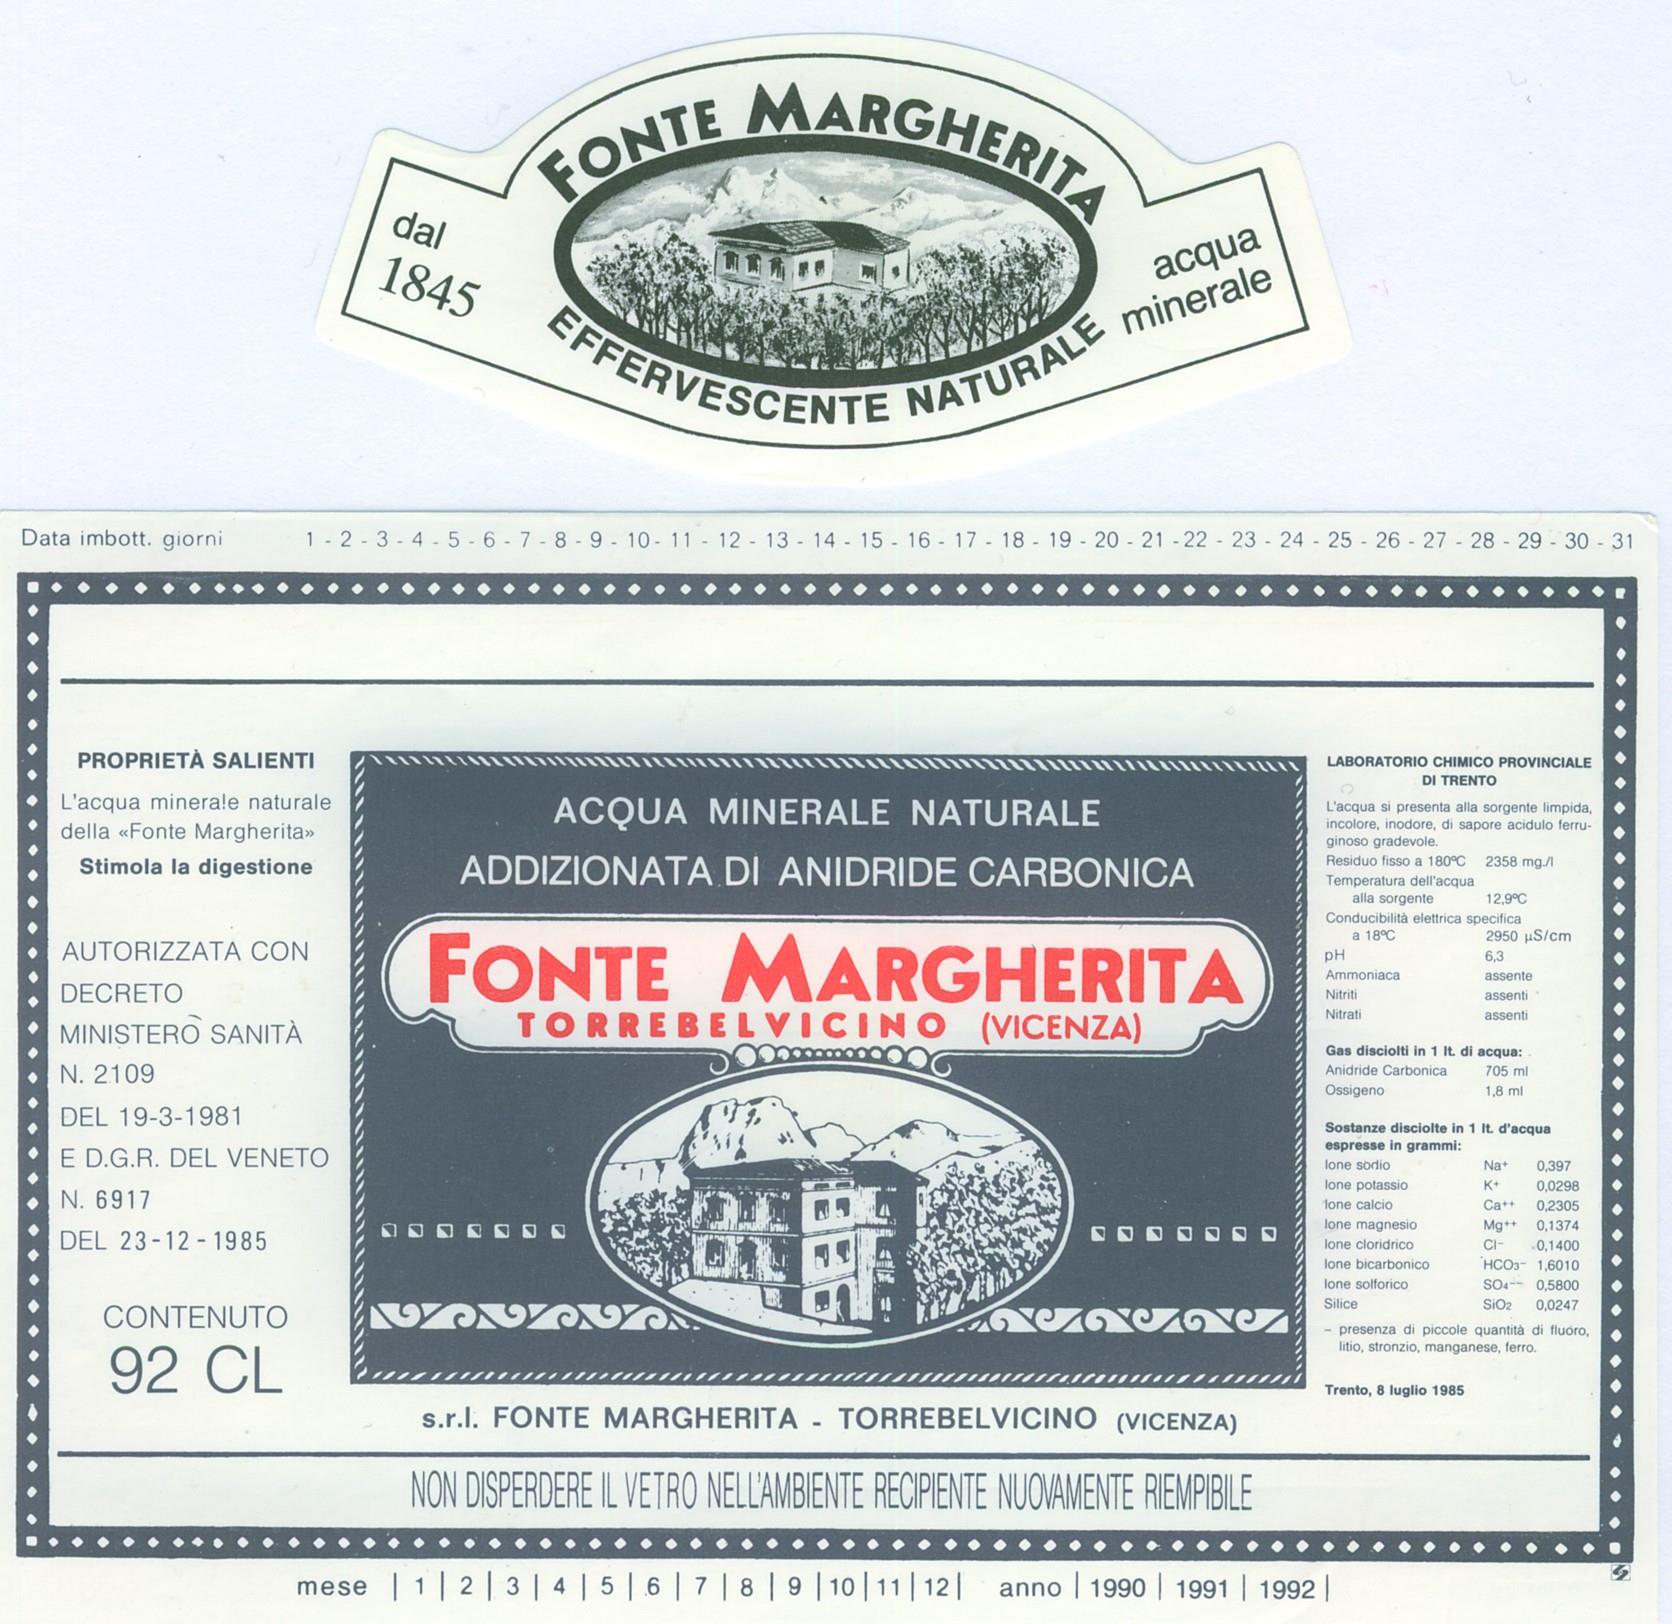 FONTE MARGHERITA
dal
1845
acqua
minerale
EFFERVESCENTE NATURALE
Data imbott. giorni 1 - 2 - 3 - 4 - 5 - 6 - 7 - 8 - 9 - 10 - 11 - 12 - 13 - 14 - 15 - 16 - 17 - 18 - 19 - 20 - 21 - 22 - 23 - 24 - 25 - 26 - 27 - 28 - 29 - 30 - 31
PROPRIETÀ SALIENTI
L'acqua minerale naturale
della «Fonte Margherita»
Stimola la digestione
AUTORIZZATA CON
DECRETO
MINISTERO SANITÀ
N. 2109
DEL 19-3-1981
E D.G.R. DEL VENETO
N. 6917
DEL 23-12-1985
CONTENUTO
92 CL
ACQUA MINERALE NATURALE
ADDIZIONATA DI ANIDRIDE CARBONICA
FONTE MARGHERITA
TORREBELVICINO (VICENZA)
s.r.l. FONTE MARGHERITA - TORREBELVICINO (VICENZA)
LABORATORIO CHIMICO PROVINCIALE
DI TRENTO
L'acqua si presenta alla sorgente limpida,
incolore, inodore, di sapore acidulo ferru-
ginoso gradevole.
Residuo fisso a 180ºC 2358 mg./l
Temperatura dell'acqua
alla sorgente 12,9ºC
Conducibilità elettrica specifica
a 18ºC 2950 µS/cm
pH 6,3
Ammoniaca assente
Nitriti assenti
Nitrati assenti
Gas disciolti in 1 lt. di acqua:
Anidride Carbonica 705 ml
Ossigeno 1,8 ml
Sostanze disciolte in 1 lt. d'acqua
espresse in grammi:
Ione sodio Na+ 0,397
Ione potassio K+ 0,0298
Ione calcio Ca++ 0,2305
Ione magnesio Mg++ 0,1374
Ione cloridrico Cl- 0,1400
Ione bicarbonico HCO3- 1,6010
Ione solforico SO4-- 0,5800
Silice SiO2 0,0247
- presenza di piccole quantità di fluoro,
litio, stronzio, manganese, ferro.
Trento, 8 luglio 1985
NON DISPERDERE IL VETRO NELL'AMBIENTE RECIPIENTE NUOVAMENTE RIEMPIBILE
mese | 1 | 2 | 3 | 4 | 5 | 6 | 7 | 8 | 9 | 10 | 11 | 12 | anno | 1990 | 1991 | 1992 |